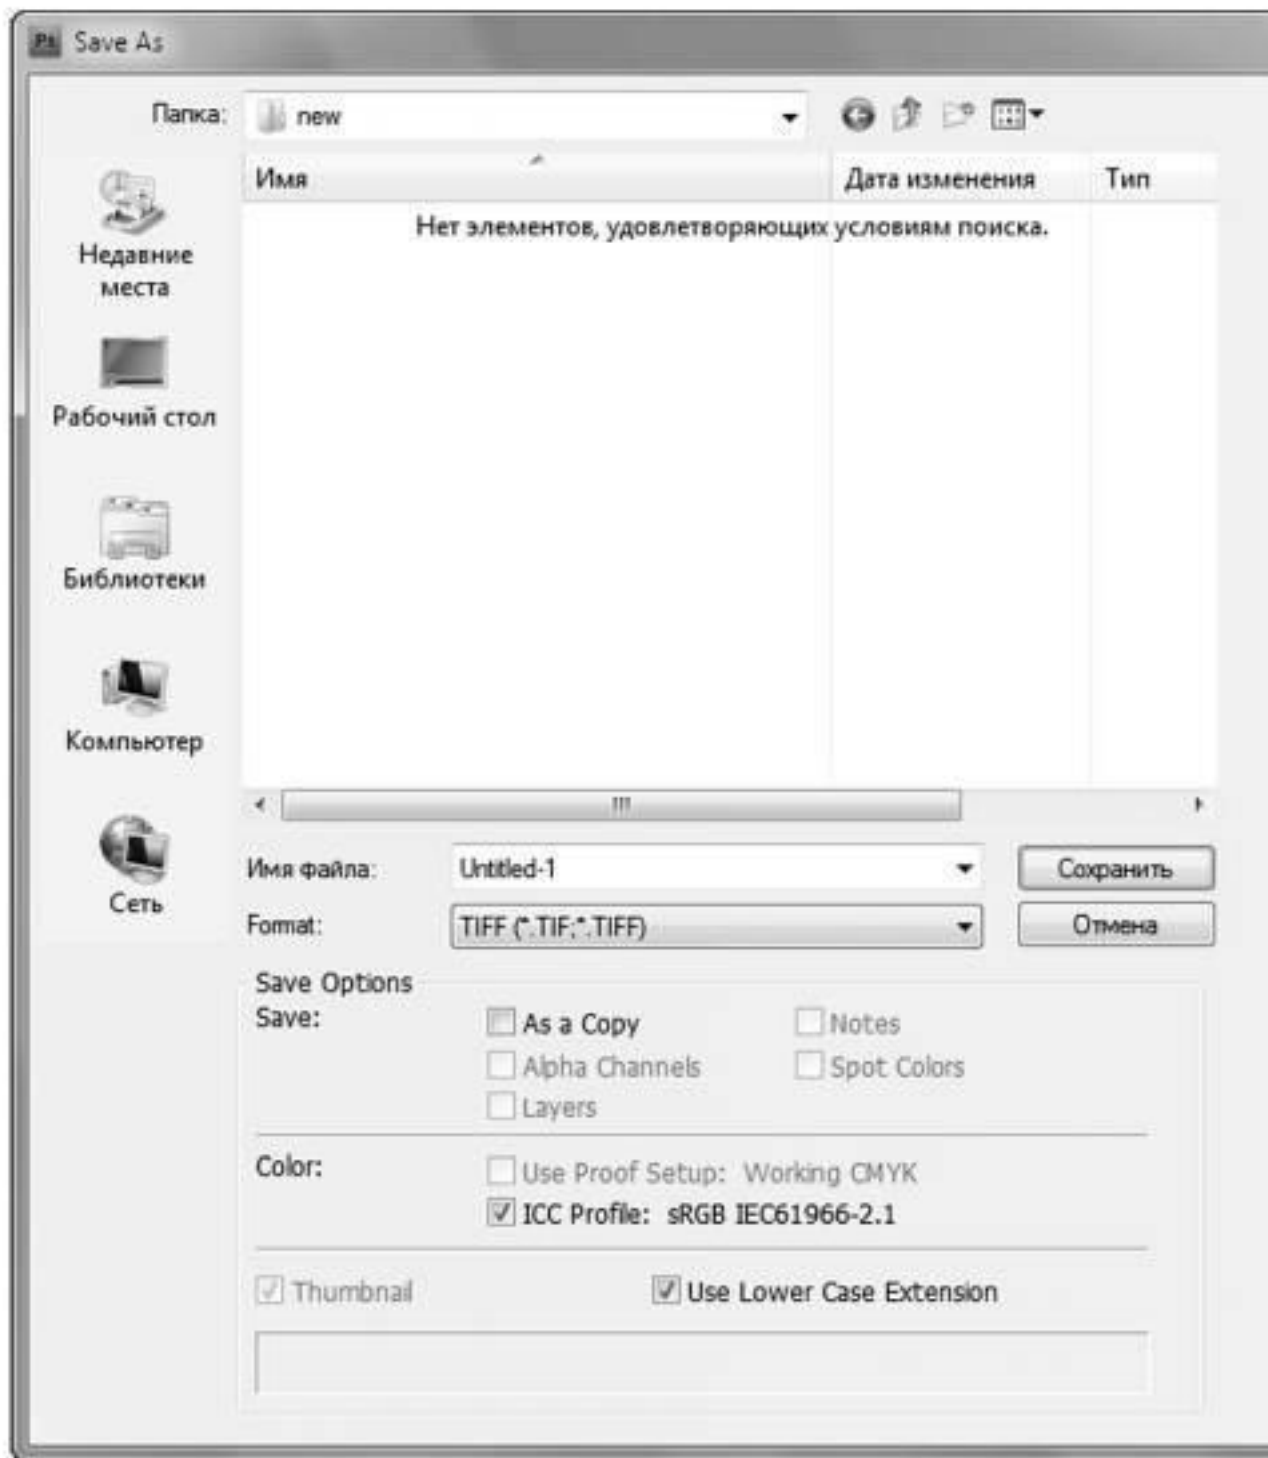 Ps Save As
Папка: new
Имя Дата изменения Тип
Нет элементов, удовлетворяющих условиям поиска.
Недавние
места
Рабочий стол
Библиотеки
Компьютер
Сеть
Имя файла: Untitled-1 Сохранить
Format: TIFF (*.TIF;*.TIFF) Отмена
Save Options
Save: As a Copy Notes
Alpha Channels Spot Colors
Layers
Color: Use Proof Setup: Working CMYK
ICC Profile: sRGB IEC61966-2.1
Thumbnail Use Lower Case Extension